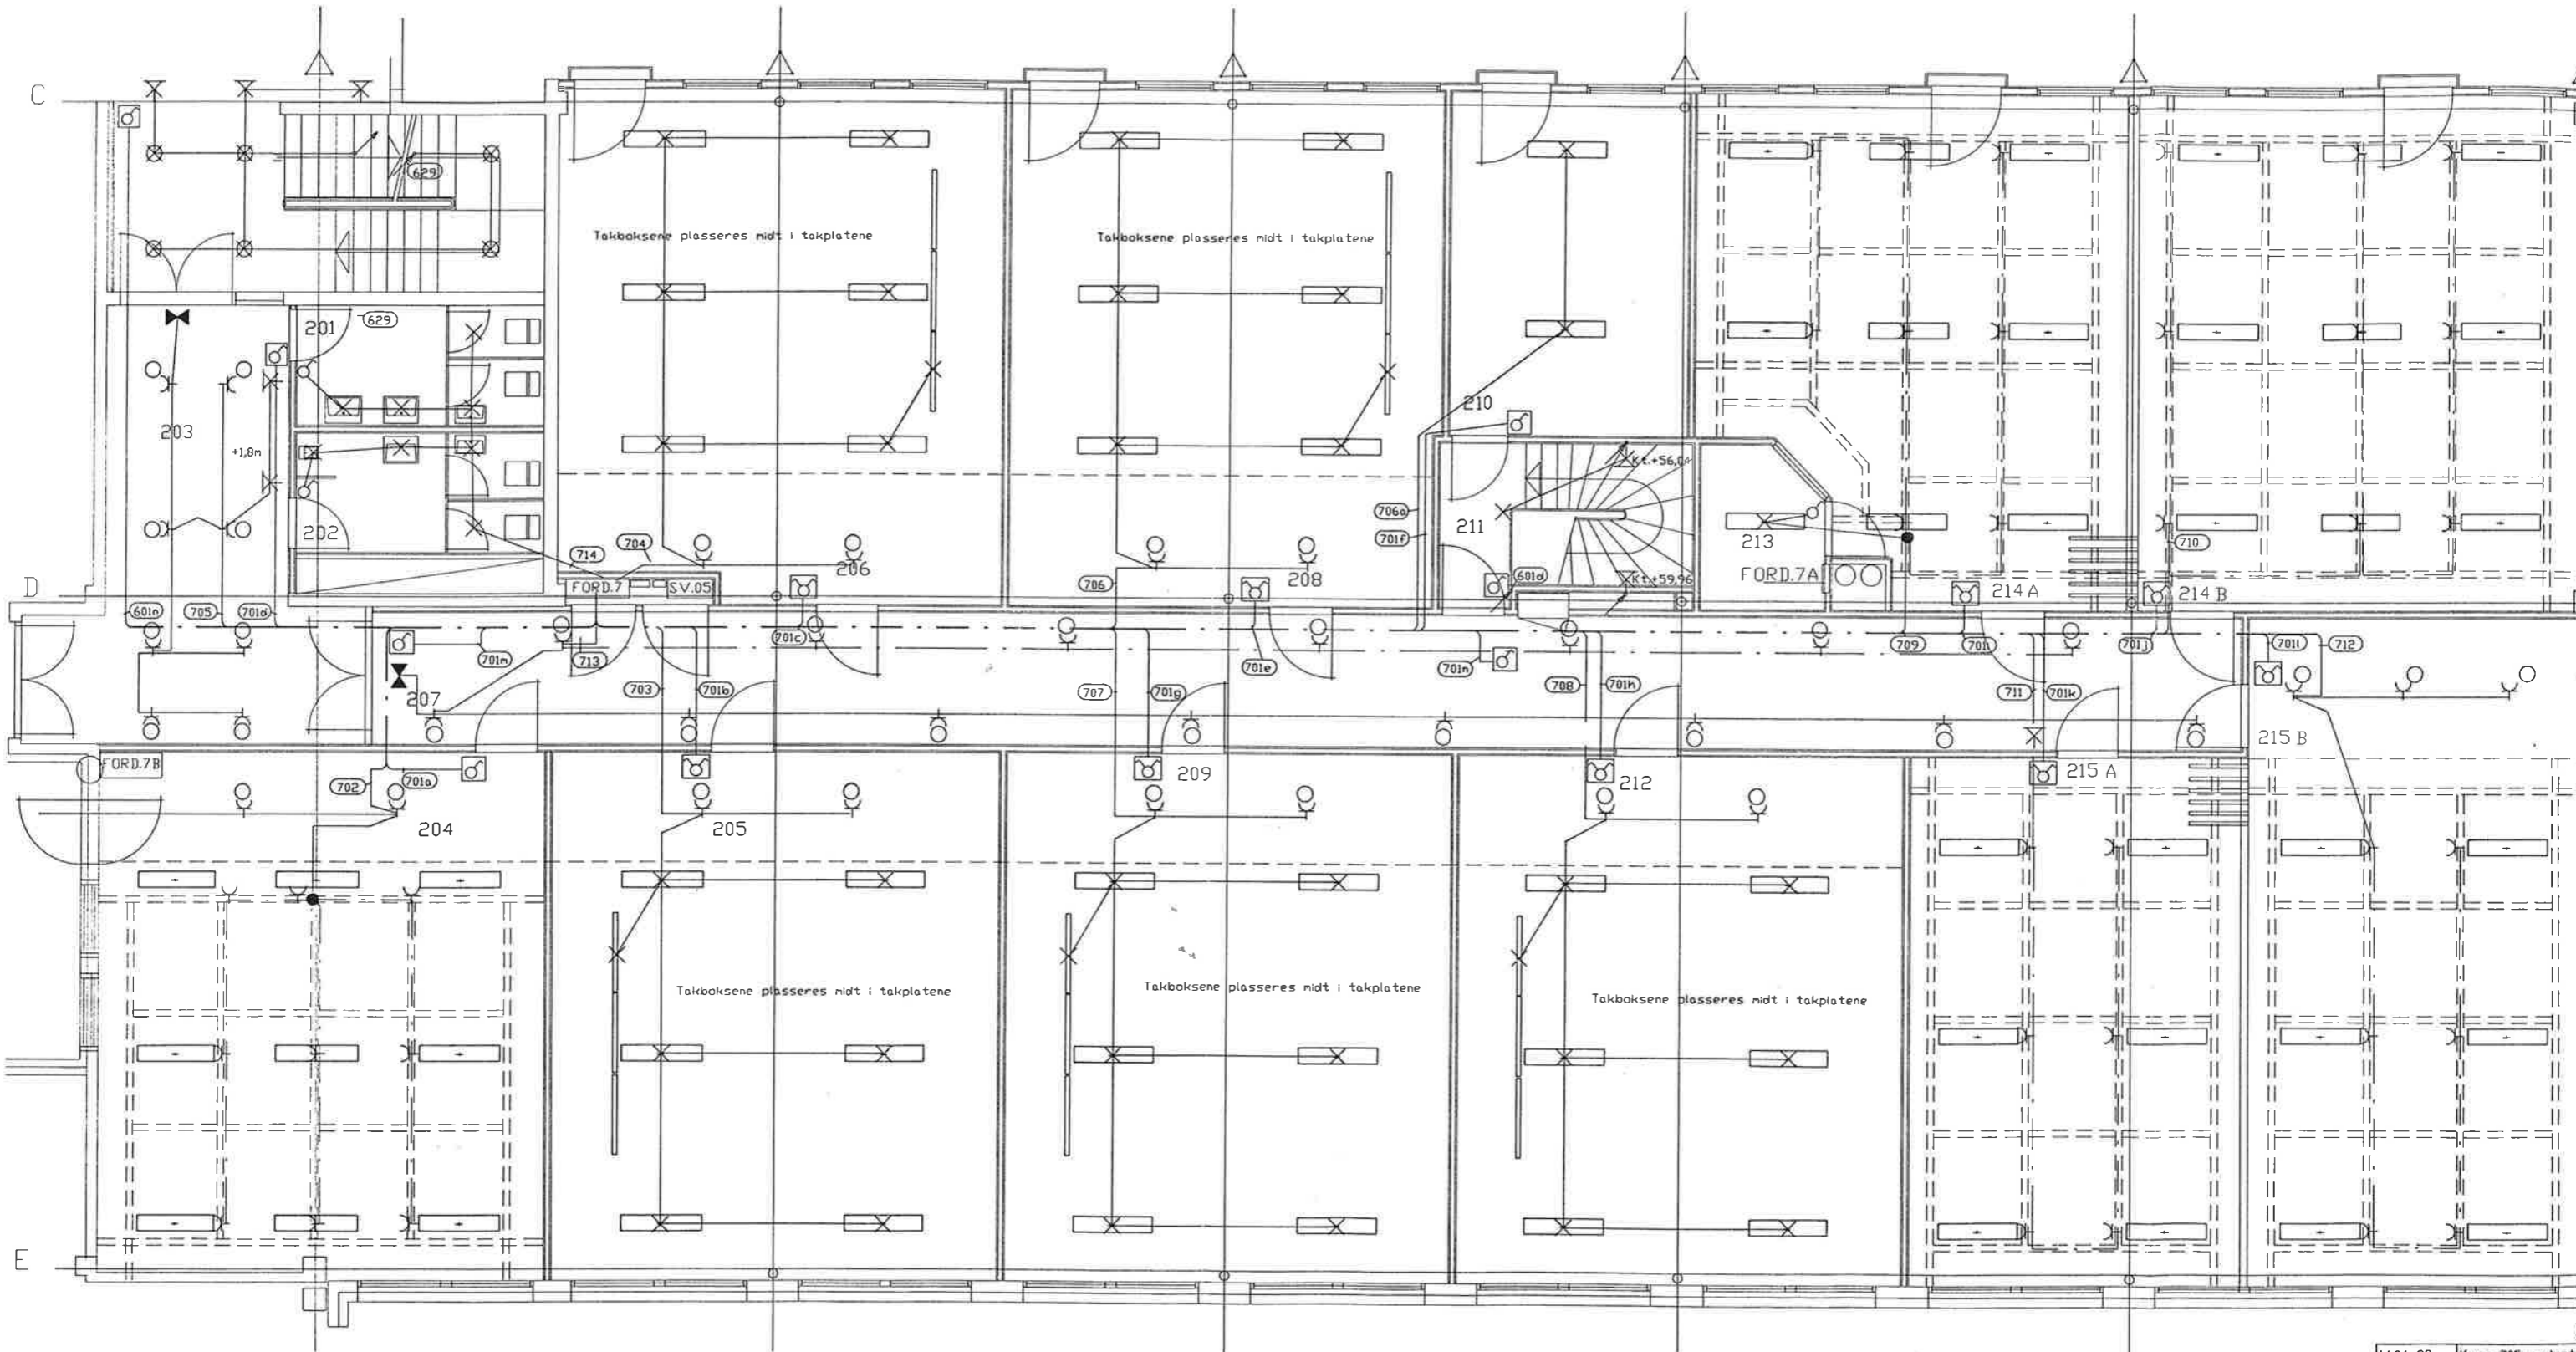 C
629
Takboksene plasseres midt i takplatene
Takboksene plasseres midt i takplatene
201
629
203
+1,8m
210
Kt.+56,04
202
714
704
206
706
208
706a
701f
211
601d
Kt.+59,96
213
FORD.7A
710
D
FORD.7
SV.05
214 A
214 B
601n
705
701d
701m
713
701c
701e
701n
709
701i
701j
701l
712
207
703
701b
707
701g
708
701h
711
701k
215 B
FORD.7B
702
701a
204
205
209
212
215 A
Takboksene plasseres midt i takplatene
Takboksene plasseres midt i takplatene
Takboksene plasseres midt i takplatene
E